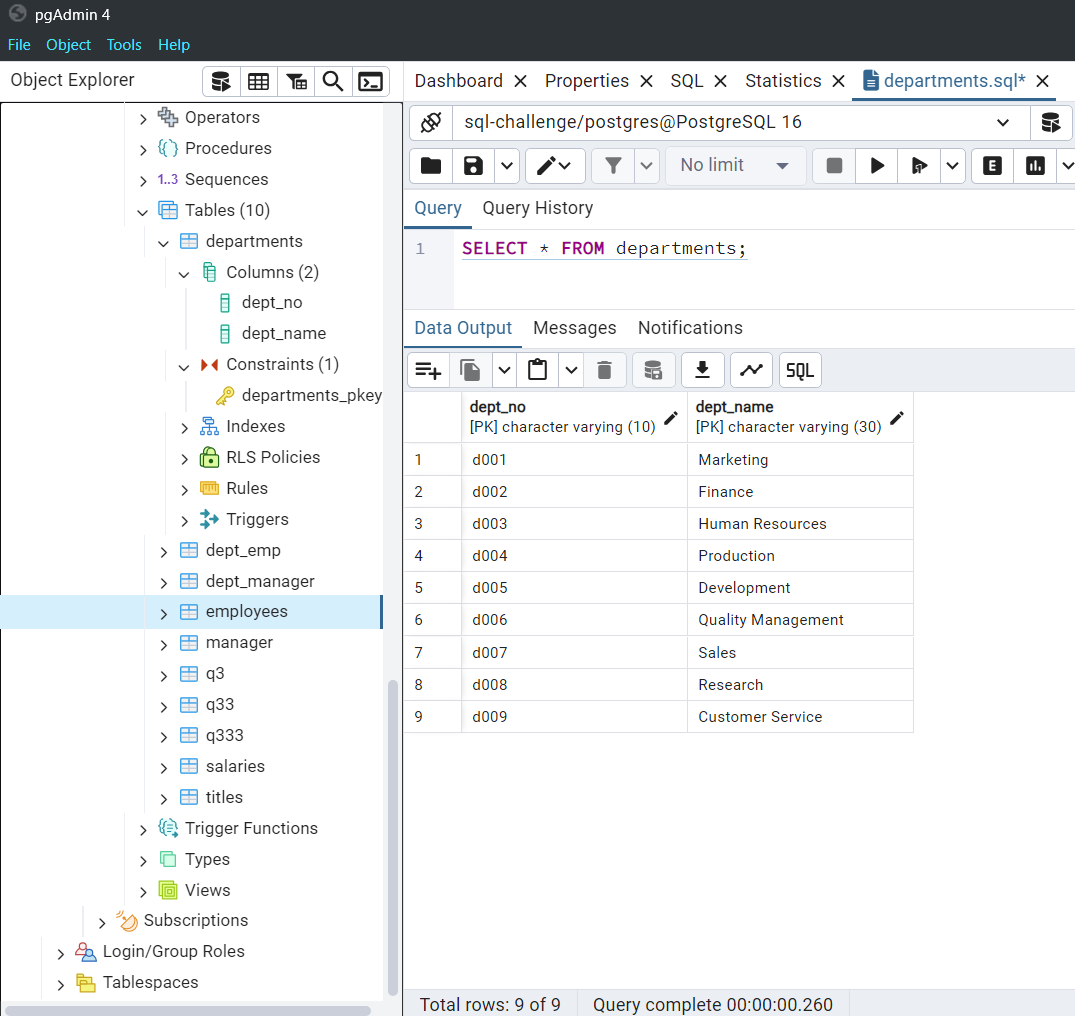 pgAdmin 4
File Object Tools Help
Object Explorer
Operators
Procedures
1..3 Sequences
Tables (10)
departments
Columns (2)
dept_no
dept_name
Constraints (1)
departments_pkey
Indexes
RLS Policies
Rules
Triggers
dept_emp
dept_manager
employees
manager
q3
q33
q333
salaries
titles
Trigger Functions
Types
Views
Subscriptions
Login/Group Roles
Tablespaces
Dashboard Properties SQL Statistics departments.sql*
sql-challenge/postgres@PostgreSQL 16
No limit E
Query Query History
1 SELECT * FROM departments;
Data Output Messages Notifications
SQL
dept_no dept_name
[PK] character varying (10) [PK] character varying (30)
1 d001 Marketing
2 d002 Finance
3 d003 Human Resources
4 d004 Production
5 d005 Development
6 d006 Quality Management
7 d007 Sales
8 d008 Research
9 d009 Customer Service
Total rows: 9 of 9 Query complete 00:00:00.260